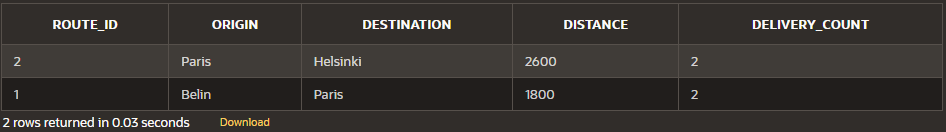 ROUTE_ID ORIGIN DESTINATION DISTANCE DELIVERY_COUNT
2 Paris Helsinki 2600 2
1 Belin Paris 1800 2
2 rows returned in 0.03 seconds Download